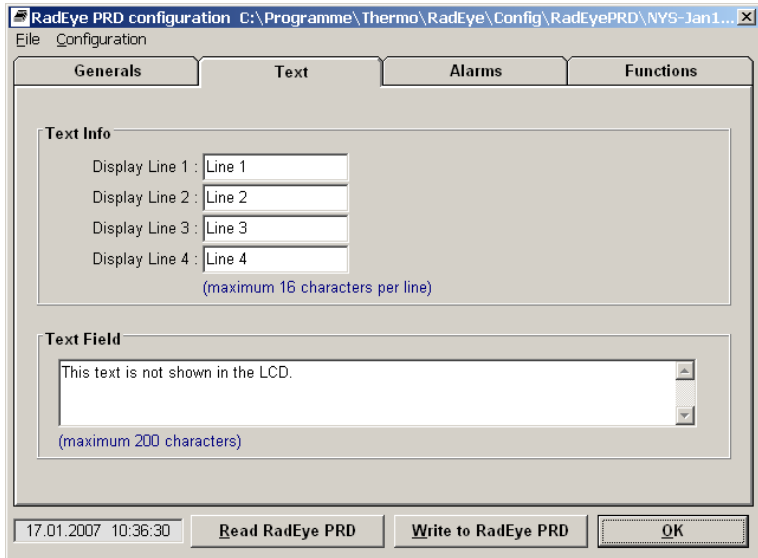 RadEye PRD configuration C:\Programme\Thermo\RadEye\Config\RadEyePRD\NYS-Jan1...
File Configuration
Generals Text Alarms Functions
Text Info
Display Line 1 : Line 1
Display Line 2 : Line 2
Display Line 3 : Line 3
Display Line 4 : Line 4
(maximum 16 characters per line)
Text Field
This text is not shown in the LCD.
(maximum 200 characters)
17.01.2007 10:36:30 Read RadEye PRD Write to RadEye PRD OK